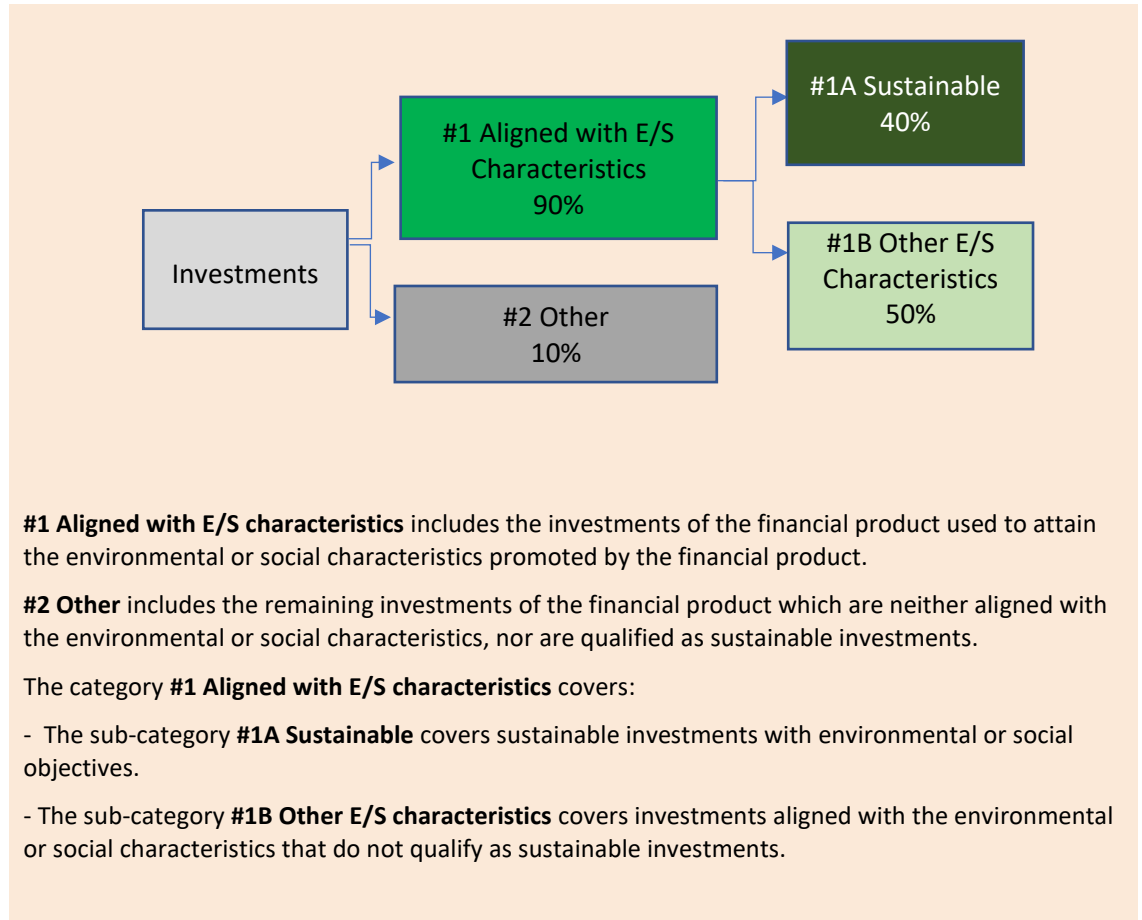 #1A Sustainable
40%
#1 Aligned with E/S
Characteristics
90%
Investments
#1B Other E/S
Characteristics
50%
#2 Other
10%
#1 Aligned with E/S characteristics includes the investments of the financial product used to attain
the environmental or social characteristics promoted by the financial product.
#2 Other includes the remaining investments of the financial product which are neither aligned with
the environmental or social characteristics, nor are qualified as sustainable investments.
The category #1 Aligned with E/S characteristics covers:
- The sub-category #1A Sustainable covers sustainable investments with environmental or social
objectives.
- The sub-category #1B Other E/S characteristics covers investments aligned with the environmental
or social characteristics that do not qualify as sustainable investments.